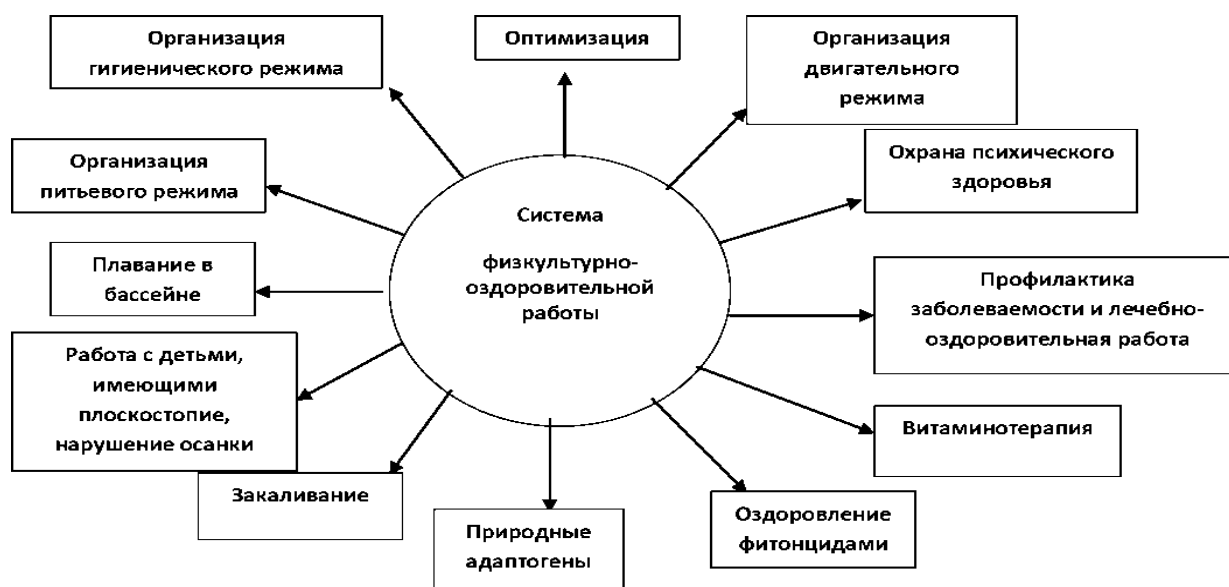 Организация
гигиенического режима
Оптимизация
Организация
двигательного
режима
Организация
питьевого режима
Охрана психического
здоровья
Система
физкультурно-
оздоровительной
работы
Плавание в
бассейне
Профилактика
заболеваемости и лечебно-
оздоровительная работа
Работа с детьми,
имеющими
плоскостопие,
нарушение осанки
Витаминотерапия
Закаливание
Природные
адаптогены
Оздоровление
фитонцидами